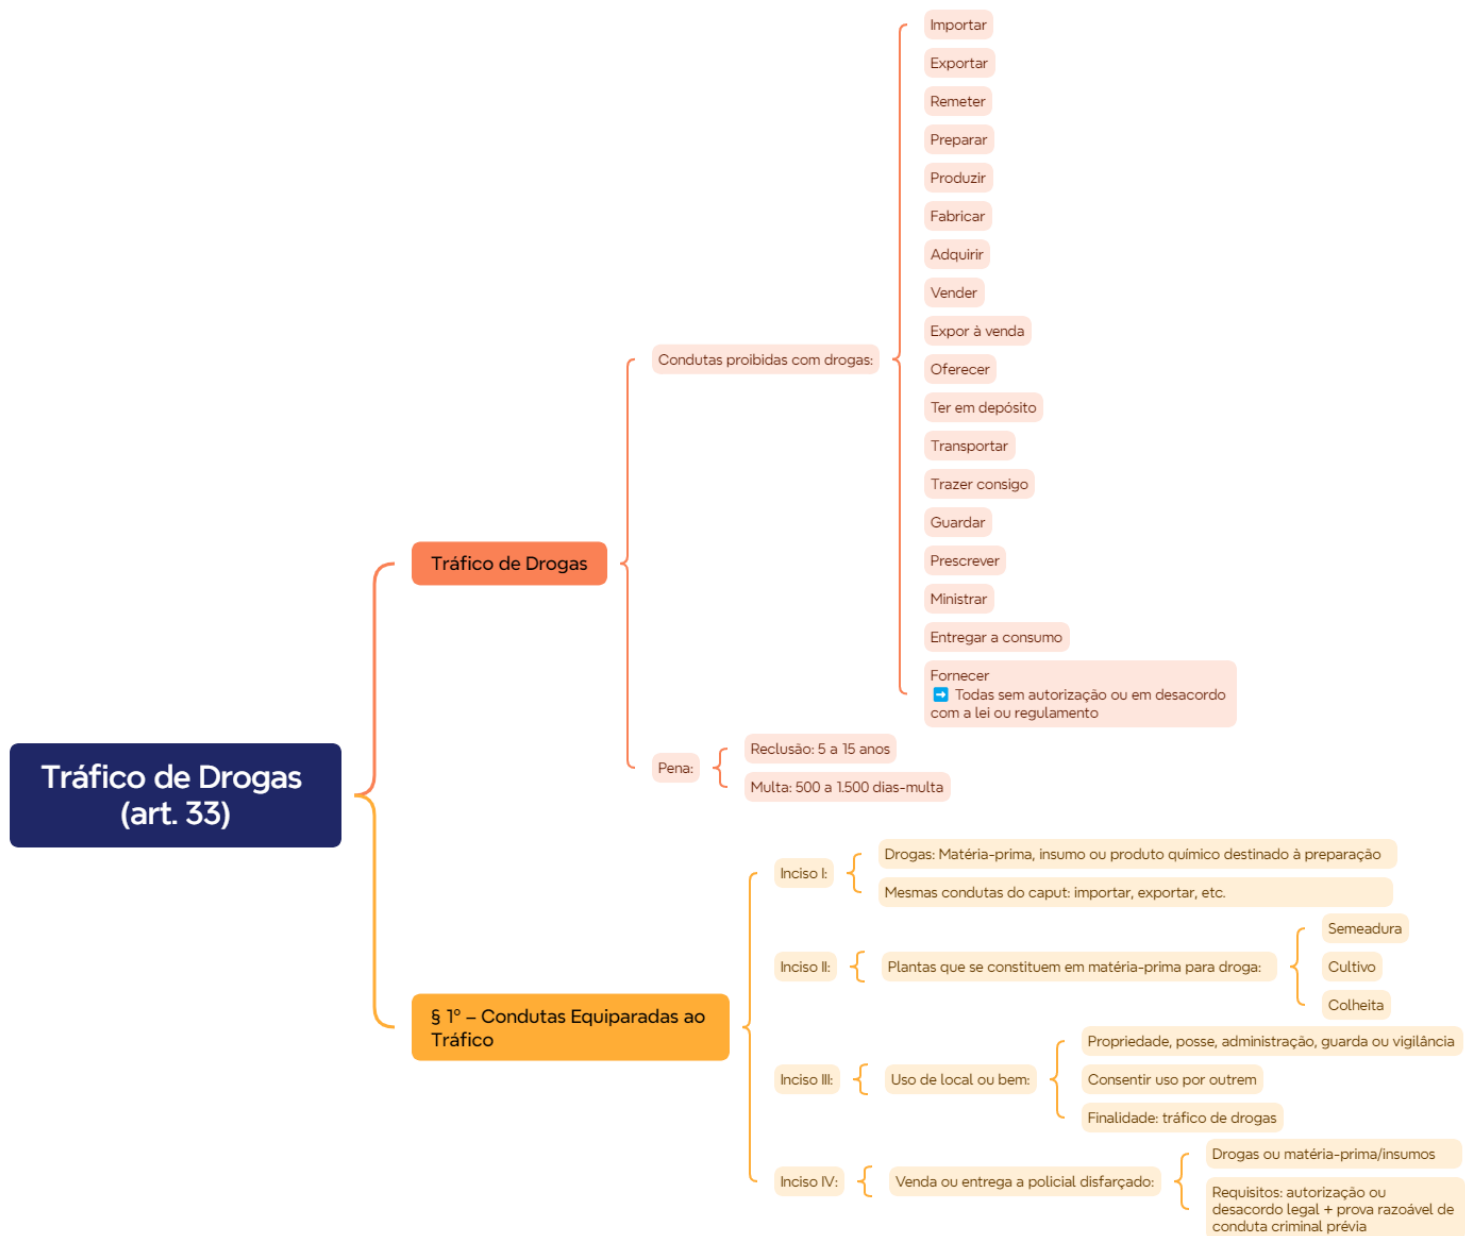 Tráfico de Drogas
(art. 33)
Tráfico de Drogas
Condutas proibidas com drogas:
Importar
Exportar
Remeter
Preparar
Produzir
Fabricar
Adquirir
Vender
Expor à venda
Oferecer
Ter em depósito
Transportar
Trazer consigo
Guardar
Prescrever
Ministrar
Entregar a consumo
Fornecer
➡️ Todas sem autorização ou em desacordo
com a lei ou regulamento
Pena:
Reclusão: 5 a 15 anos
Multa: 500 a 1.500 dias-multa
§ 1º – Condutas Equiparadas ao
Tráfico
Inciso I:
Drogas: Matéria-prima, insumo ou produto químico destinado à preparação
Mesmas condutas do caput: importar, exportar, etc.
Inciso II:
Plantas que se constituem em matéria-prima para droga:
Semeadura
Cultivo
Colheita
Inciso III:
Uso de local ou bem:
Propriedade, posse, administração, guarda ou vigilância
Consentir uso por outrem
Finalidade: tráfico de drogas
Inciso IV:
Venda ou entrega a policial disfarçado:
Drogas ou matéria-prima/insumos
Requisitos: autorização ou
desacordo legal + prova razoável de
conduta criminal prévia